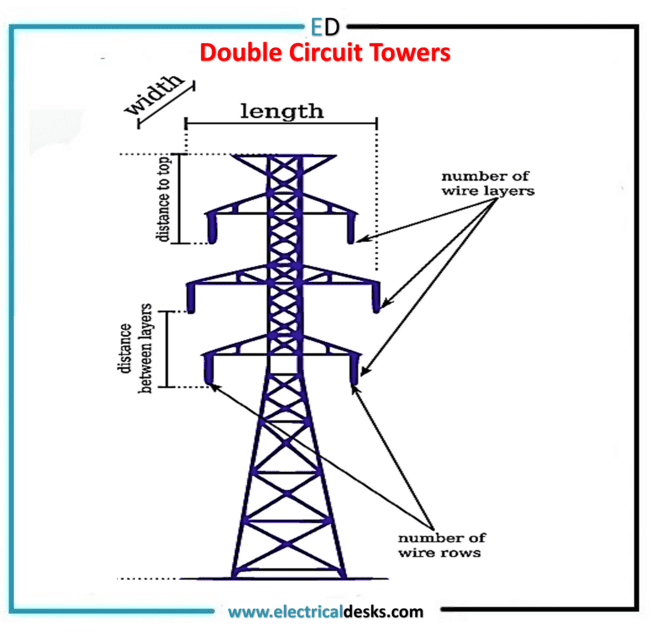 ED
Double Circuit Towers
width
length
distance to top
number of
wire layers
distance
between layers
number of
wire rows
www.electricaldesks.com